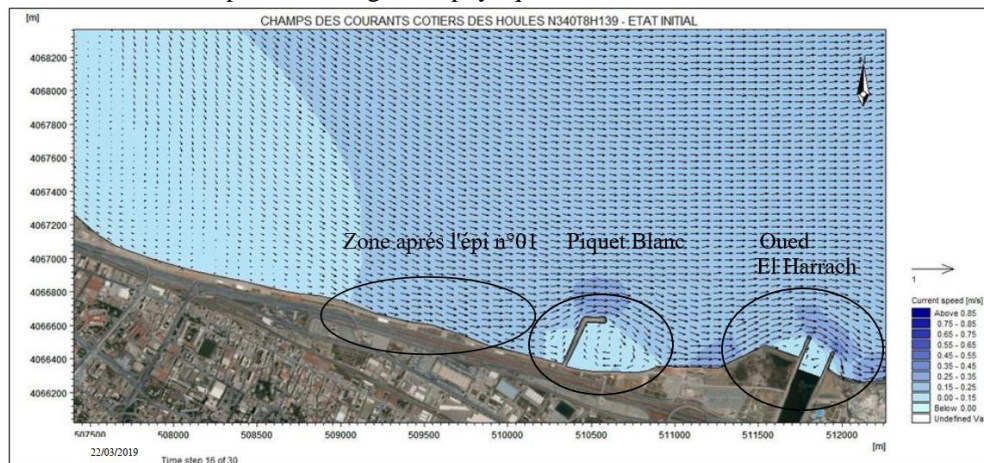 [m]
CHAMPS DES COURANTS COTIERS DES HOULES N340T8H139 - ETAT INITIAL
4068200
4068000
4067800
4067600
4067400
4067200
4067000
4066800
4066600
4066400
4066200
Zone aprés l'épi n°01
Piquet Blanc
Oued
El Harrach
1
Current speed [m/s]
Above 0.85
0.75 - 0.85
0.65 - 0.75
0.55 - 0.65
0.45 - 0.55
0.35 - 0.45
0.25 - 0.35
0.15 - 0.25
0.00 - 0.15
Below 0.00
Undefined Va
507500 508000 508500 509000 509500 510000 510500 511000 511500 512000
[m]
22/03/2019
Time step 16 of 30